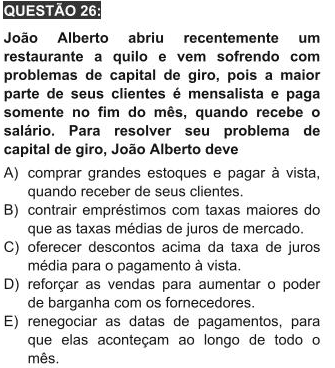 QUESTÃO 26:
João Alberto abriu recentemente um
restaurante a quilo e vem sofrendo com
problemas de capital de giro, pois a maior
parte de seus clientes é mensalista e paga
somente no fim do mês, quando recebe o
salário. Para resolver seu problema de
capital de giro, João Alberto deve
A) comprar grandes estoques e pagar à vista,
quando receber de seus clientes.
B) contrair empréstimos com taxas maiores do
que as taxas médias de juros de mercado.
C) oferecer descontos acima da taxa de juros
média para o pagamento à vista.
D) reforçar as vendas para aumentar o poder
de barganha com os fornecedores.
E) renegociar as datas de pagamentos, para
que elas aconteçam ao longo de todo o
mês.